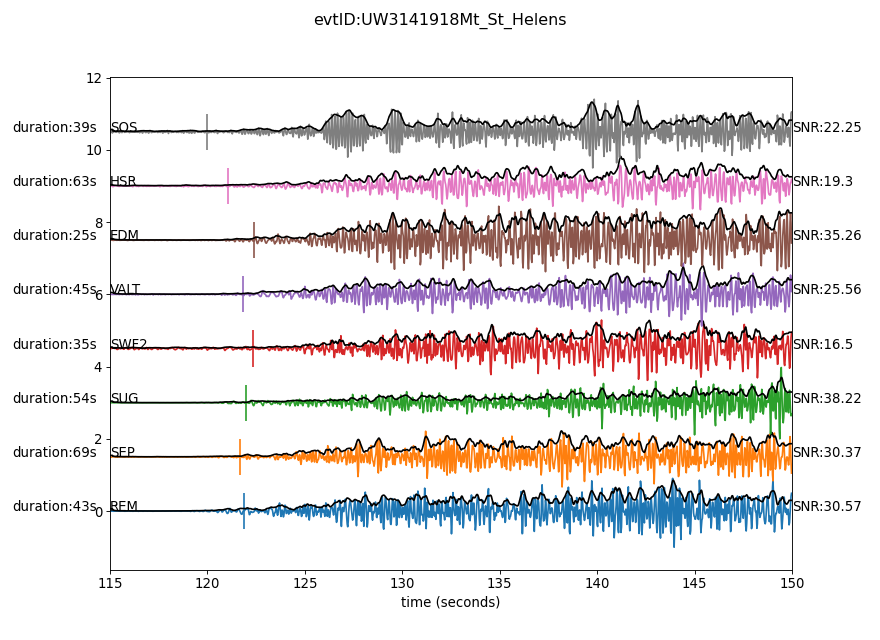 evtID:UW3141918Mt_St_Helens
12
duration:39s SOS SNR:22.25
10
duration:63s HSR SNR:19.3
8
duration:25s EDM SNR:35.26
duration:45s VALT SNR:25.56
6
duration:35s SWF2 SNR:16.5
4
duration:54s SUG SNR:38.22
2
duration:69s SEP SNR:30.37
duration:43s REM SNR:30.57
0
115 120 125 130 135 140 145 150
time (seconds)